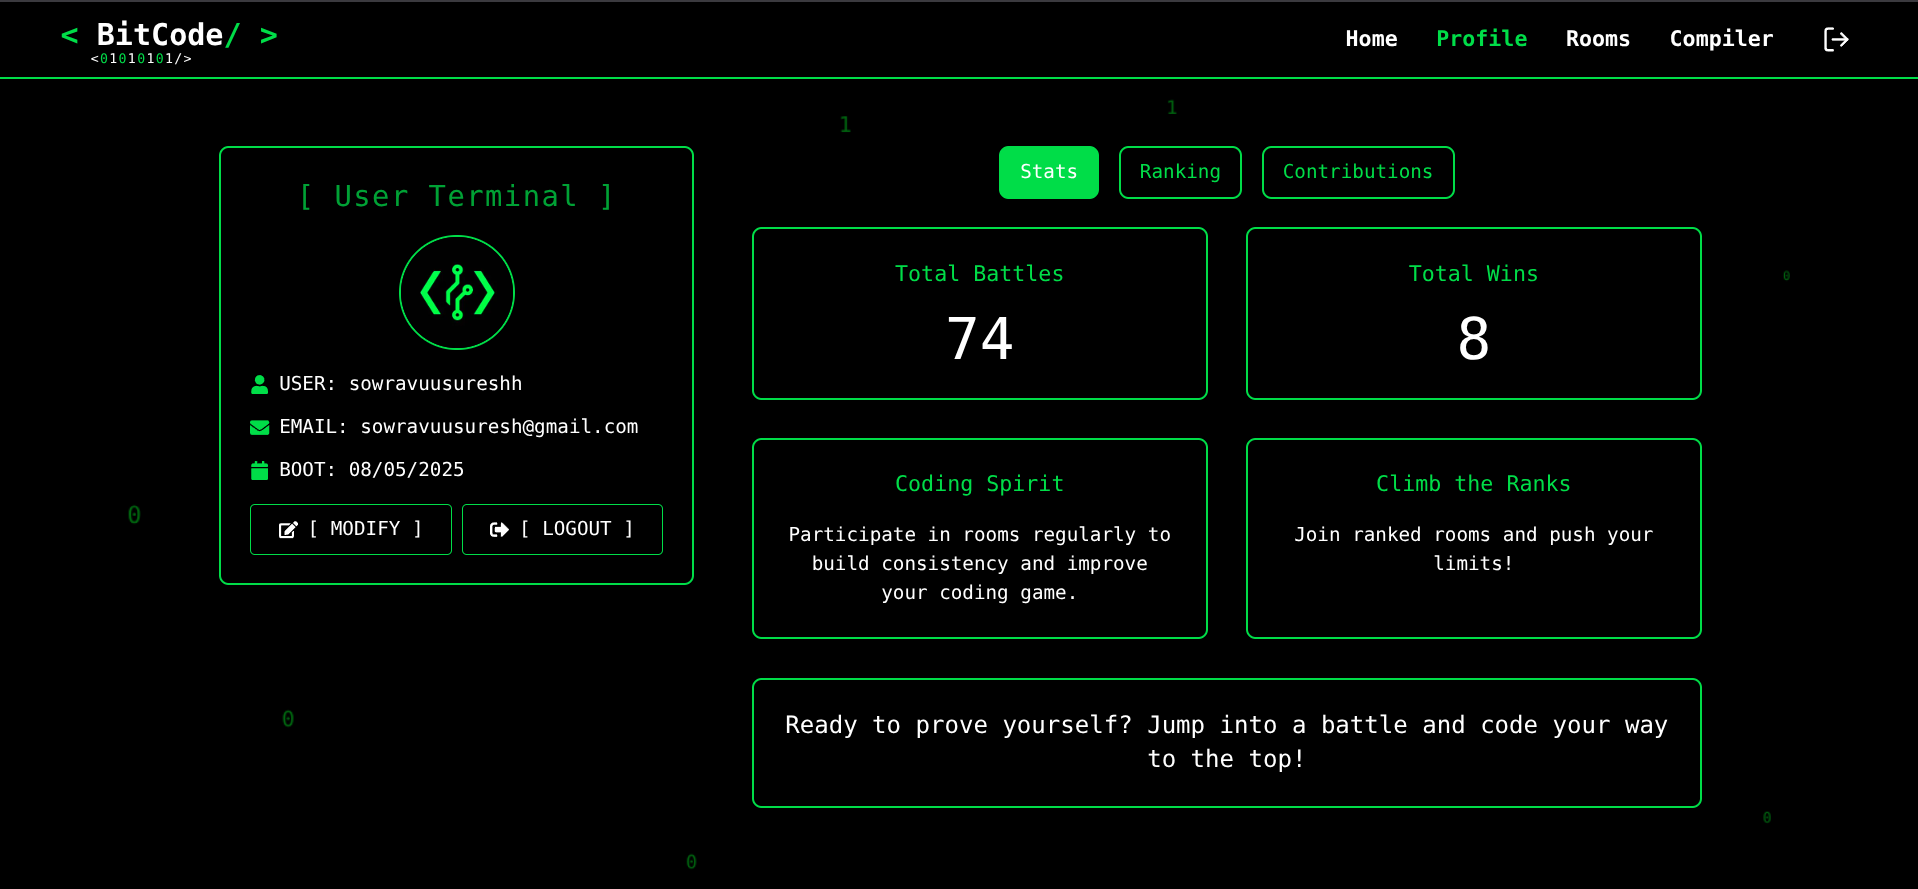 < BitCode/ >
<01010101/>
Home Profile Rooms Compiler
1
1
[ User Terminal ]
USER: sowravuusureshh
EMAIL: sowravuusuresh@gmail.com
BOOT: 08/05/2025
[ MODIFY ] [ LOGOUT ]
Stats Ranking Contributions
Total Battles
74
Total Wins
8
0
Coding Spirit
Participate in rooms regularly to
build consistency and improve
your coding game.
Climb the Ranks
Join ranked rooms and push your
limits!
0
0
Ready to prove yourself? Jump into a battle and code your way
to the top!
0
0